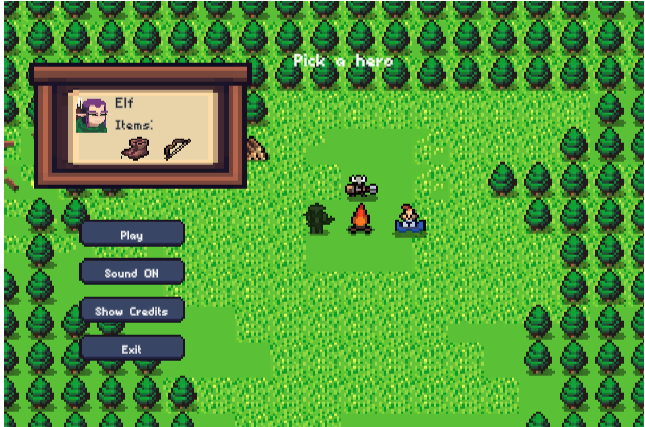 Pick a hero
Elf
Items:
Play
Sound ON
Show Credits
Exit